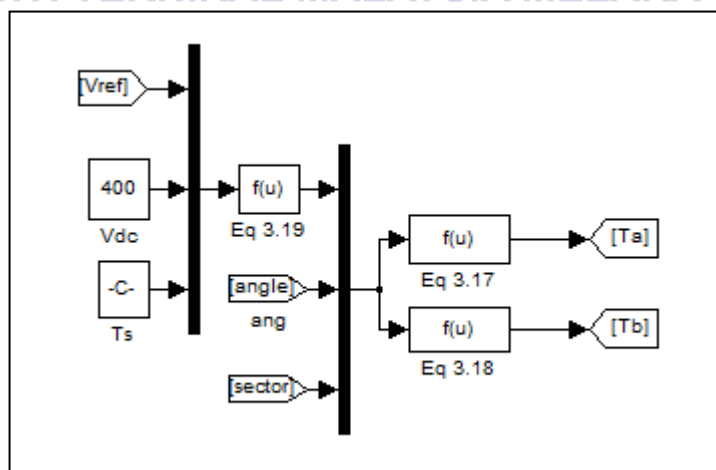 [Vref]
400
Vdc
-C-
Ts
f(u)
Eq 3.19
[angle]
ang
[sector]
f(u)
Eq 3.17
f(u)
Eq 3.18
[Ta]
[Tb]